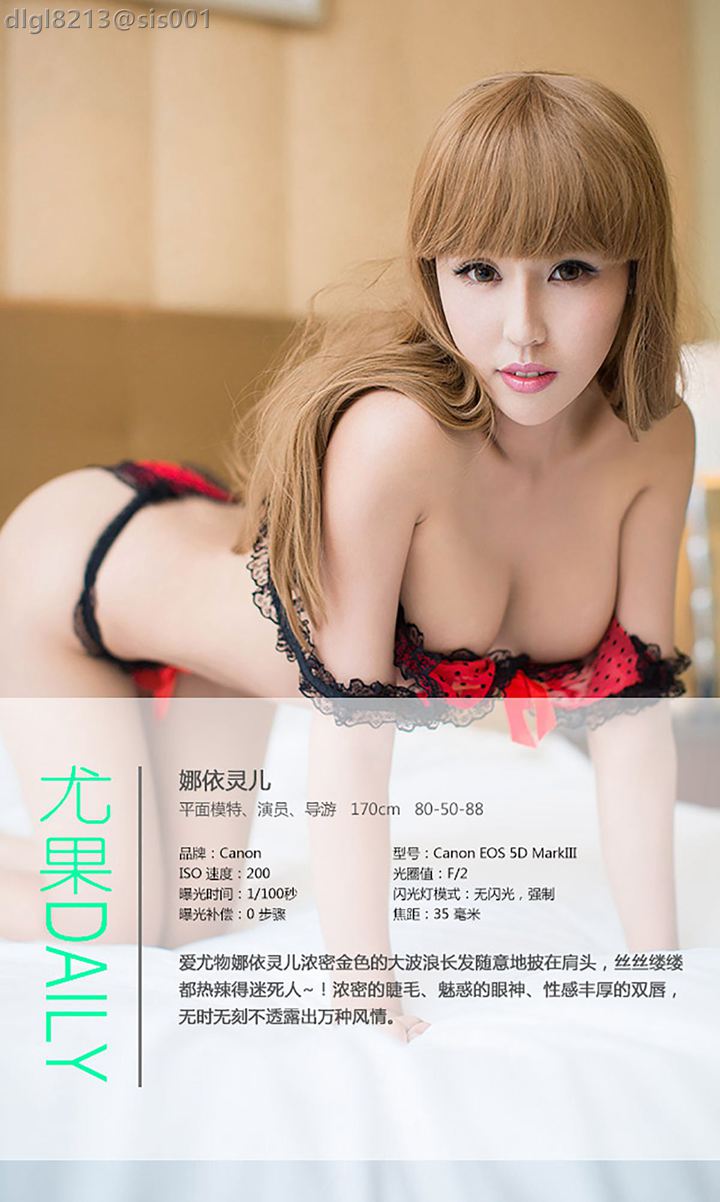 dlgl8213@sis001
尤果DAILY
娜依灵儿
平面模特、演员、导游 170cm 80-50-88
品牌：Canon 型号：Canon EOS 5D MarkIII
ISO 速度：200 光圈值：F/2
曝光时间：1/100秒 闪光灯模式：无闪光，强制
曝光补偿：0 步骤 焦距：35 毫米
爱尤物娜依灵儿浓密金色的大波浪长发随意地披在肩头，丝丝缕缕
都热辣得迷死人~！浓密的睫毛、魅惑的眼神、性感丰厚的双唇，
无时无刻不透露出万种风情。